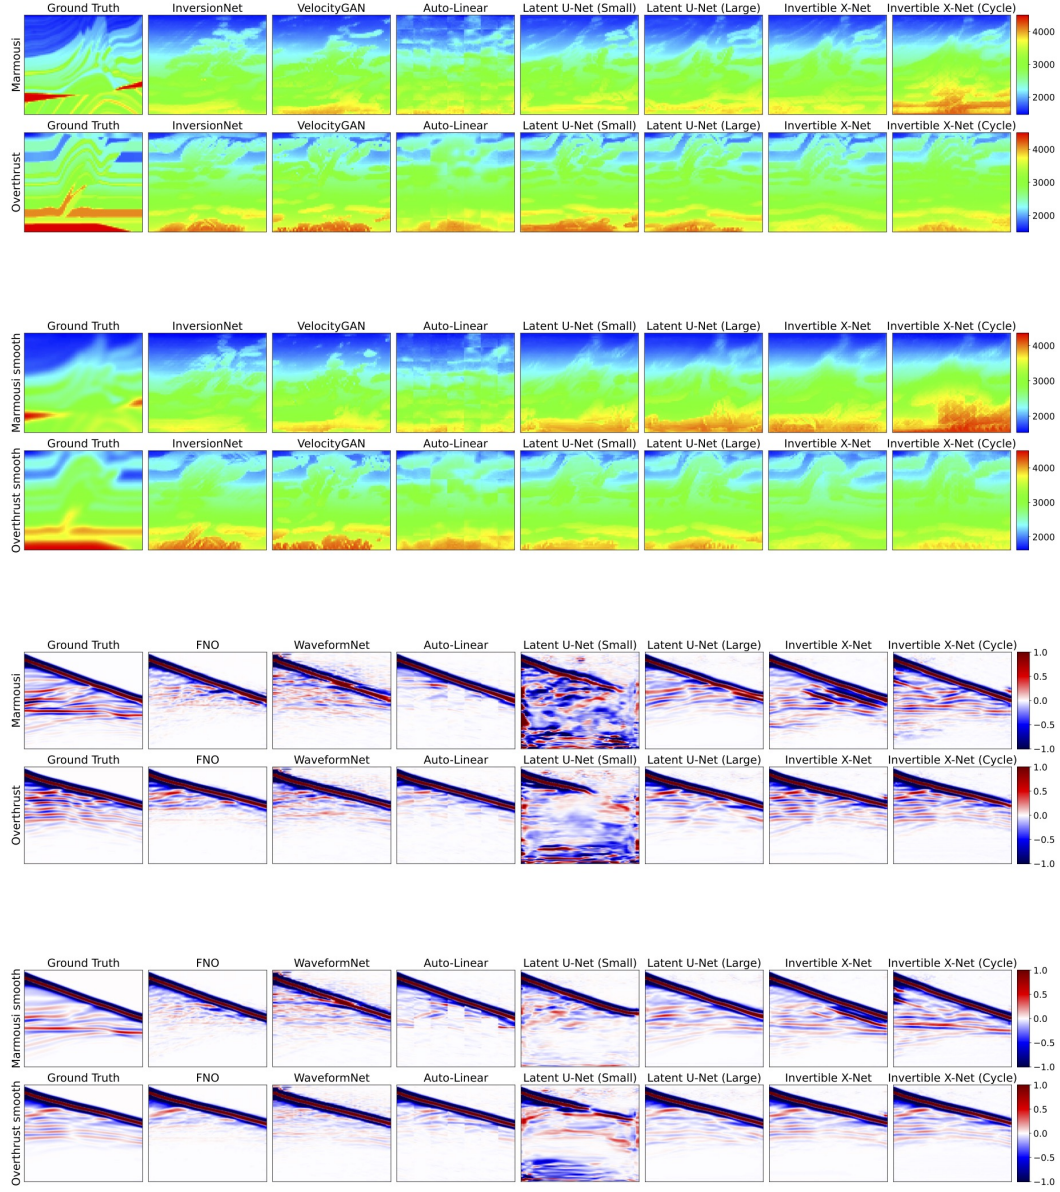 Ground Truth InversionNet VelocityGAN Auto-Linear Latent U-Net (Small) Latent U-Net (Large) Invertible X-Net Invertible X-Net (Cycle)
Marmousi
4000
3000
2000
Ground Truth InversionNet VelocityGAN Auto-Linear Latent U-Net (Small) Latent U-Net (Large) Invertible X-Net Invertible X-Net (Cycle)
Overthrust
4000
3000
2000
Ground Truth InversionNet VelocityGAN Auto-Linear Latent U-Net (Small) Latent U-Net (Large) Invertible X-Net Invertible X-Net (Cycle)
Marmousi smooth
4000
3000
2000
Ground Truth InversionNet VelocityGAN Auto-Linear Latent U-Net (Small) Latent U-Net (Large) Invertible X-Net Invertible X-Net (Cycle)
Overthrust smooth
4000
3000
2000
Ground Truth FNO WaveformNet Auto-Linear Latent U-Net (Small) Latent U-Net (Large) Invertible X-Net Invertible X-Net (Cycle)
Marmousi
1.0
0.5
0.0
−0.5
−1.0
Ground Truth FNO WaveformNet Auto-Linear Latent U-Net (Small) Latent U-Net (Large) Invertible X-Net Invertible X-Net (Cycle)
Overthrust
1.0
0.5
0.0
−0.5
−1.0
Ground Truth FNO WaveformNet Auto-Linear Latent U-Net (Small) Latent U-Net (Large) Invertible X-Net Invertible X-Net (Cycle)
Marmousi smooth
1.0
0.5
0.0
−0.5
−1.0
Ground Truth FNO WaveformNet Auto-Linear Latent U-Net (Small) Latent U-Net (Large) Invertible X-Net Invertible X-Net (Cycle)
Overthrust smooth
1.0
0.5
0.0
−0.5
−1.0